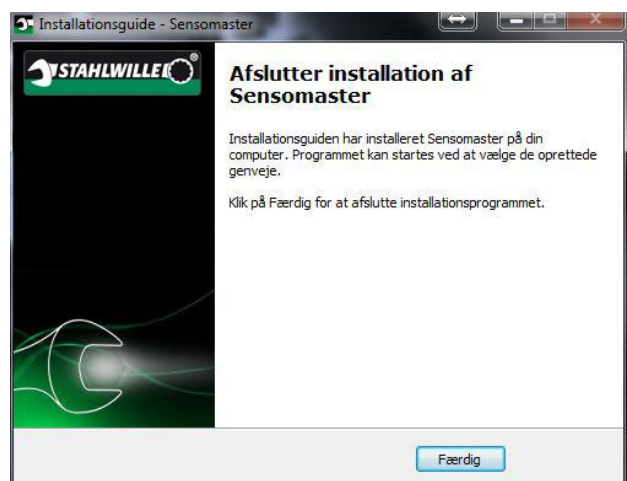 Installationsguide - Sensomaster
STAHLWILLE®
Afslutter installation af
Sensomaster
Installationsguiden har installeret Sensomaster på din
computer. Programmet kan startes ved at vælge de oprettede
genveje.
Klik på Færdig for at afslutte installationsprogrammet.
Færdig